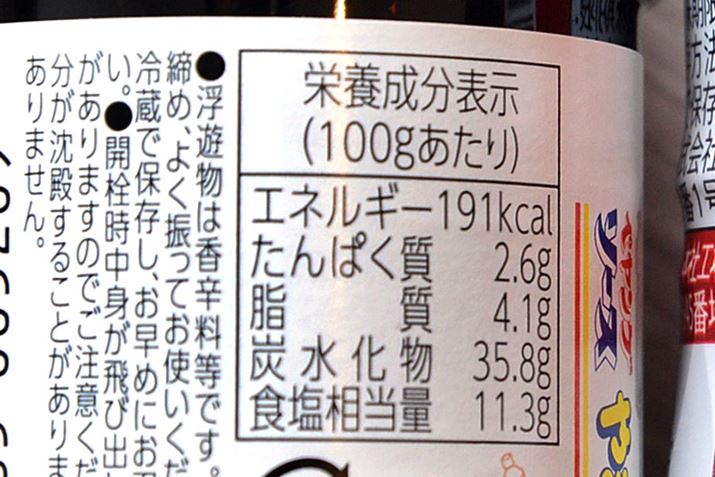 栄養成分表示
(100gあたり)
エネルギー191kcal
たんぱく質 2.6g
脂質 4.1g
炭水化物 35.8g
食塩相当量 11.3g
●浮遊物は香辛料等です。
締め、よく振ってお使いくだ
冷蔵で保存し、お早めにお
い。●開栓時中身が飛び出し
がありますのでご注意くだ
分が沈殿することがありま
ありません。
ソース